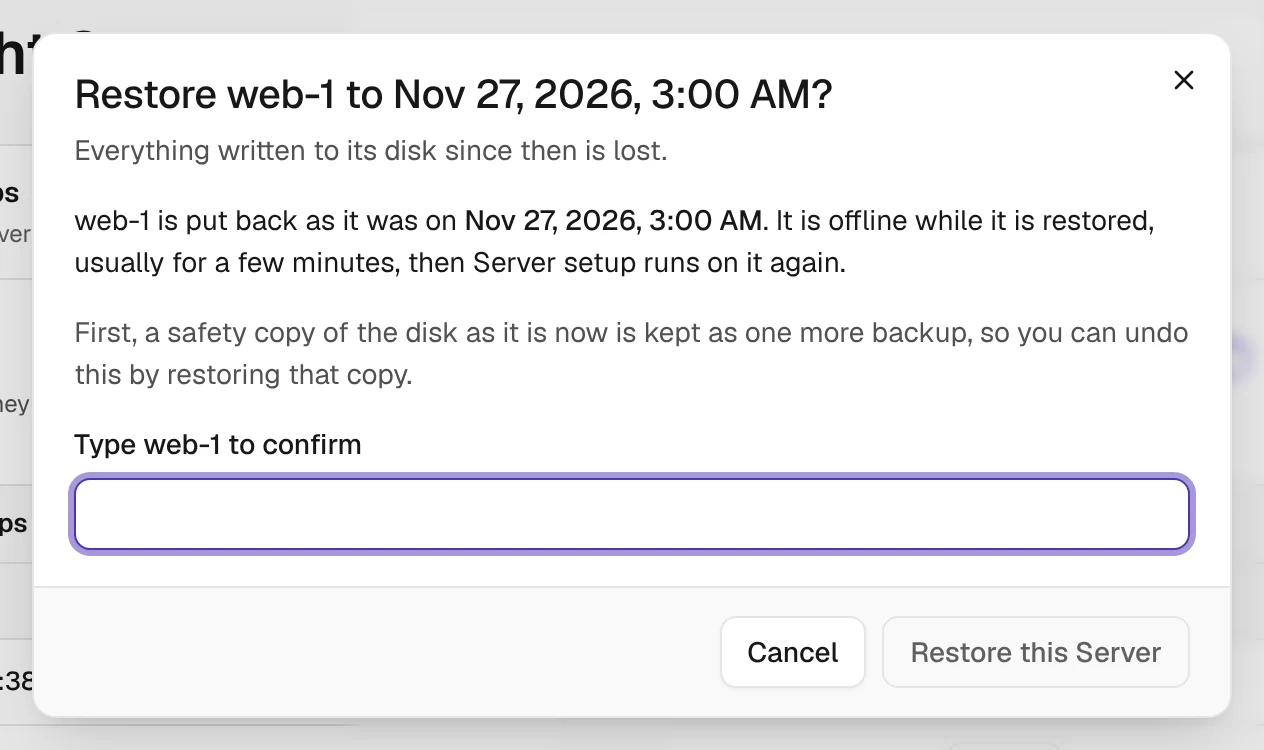 Restore web-1 to Nov 27, 2026, 3:00 AM?
Everything written to its disk since then is lost.
web-1 is put back as it was on Nov 27, 2026, 3:00 AM. It is offline while it is restored,
usually for a few minutes, then Server setup runs on it again.
First, a safety copy of the disk as it is now is kept as one more backup, so you can undo
this by restoring that copy.
Type web-1 to confirm
Cancel
Restore this Server